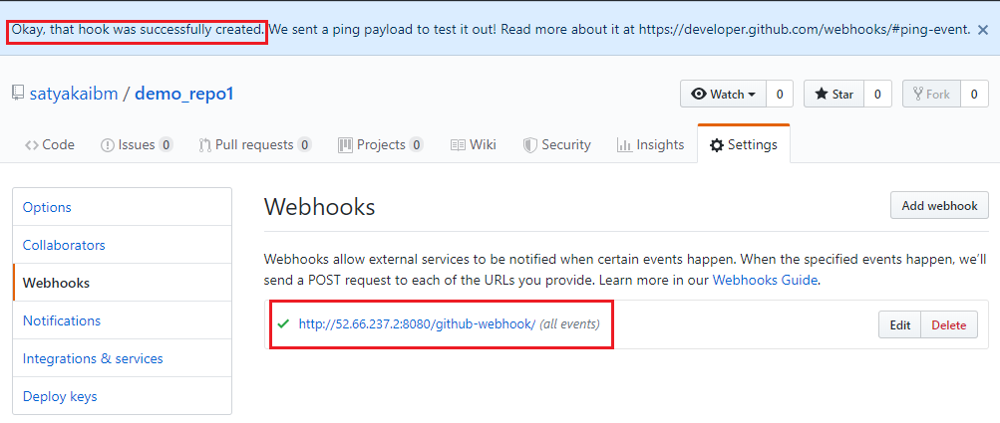 Okay, that hook was successfully created. We sent a ping payload to test it out! Read more about it at https://developer.github.com/webhooks/#ping-event.
satyakaibm / demo_repo1
Watch 0 Star 0 Fork 0
Code Issues 0 Pull requests 0 Projects 0 Wiki Security Insights Settings
Options
Collaborators
Webhooks
Notifications
Integrations & services
Deploy keys
Webhooks
Add webhook
Webhooks allow external services to be notified when certain events happen. When the specified events happen, we'll
send a POST request to each of the URLs you provide. Learn more in our Webhooks Guide.
http://52.66.237.2:8080/github-webhook/ (all events)
Edit Delete